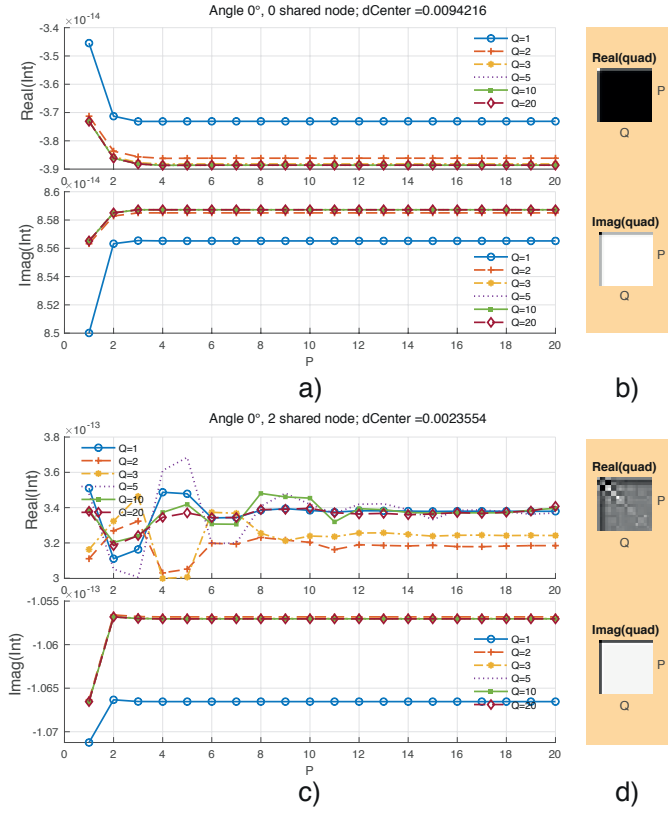 Angle 0°, 0 shared node; dCenter =0.0094216
×10⁻¹⁴
-3.4
-3.5
-3.6
-3.7
-3.8
-3.9
Real(Int)
0 2 4 6 8 10 12 14 16 18 20
Q=1
Q=2
Q=3
Q=5
Q=10
Q=20
×10⁻¹⁴
8.6
8.58
8.56
8.54
8.52
8.5
Imag(Int)
Q=1
Q=2
Q=3
Q=5
Q=10
Q=20
0 2 4 6 8 10 12 14 16 18 20
P
a)
Real(quad)
P
Q
Imag(quad)
P
Q
b)
Angle 0°, 2 shared node; dCenter =0.0023554
×10⁻¹³
3.8
3.6
3.4
3.2
3
Real(Int)
Q=1
Q=2
Q=3
Q=5
Q=10
Q=20
0 2 4 6 8 10 12 14 16 18 20
×10⁻¹³
-1.055
-1.06
-1.065
-1.07
Imag(Int)
Q=1
Q=2
Q=3
Q=5
Q=10
Q=20
0 2 4 6 8 10 12 14 16 18 20
P
c)
Real(quad)
P
Q
Imag(quad)
P
Q
d)